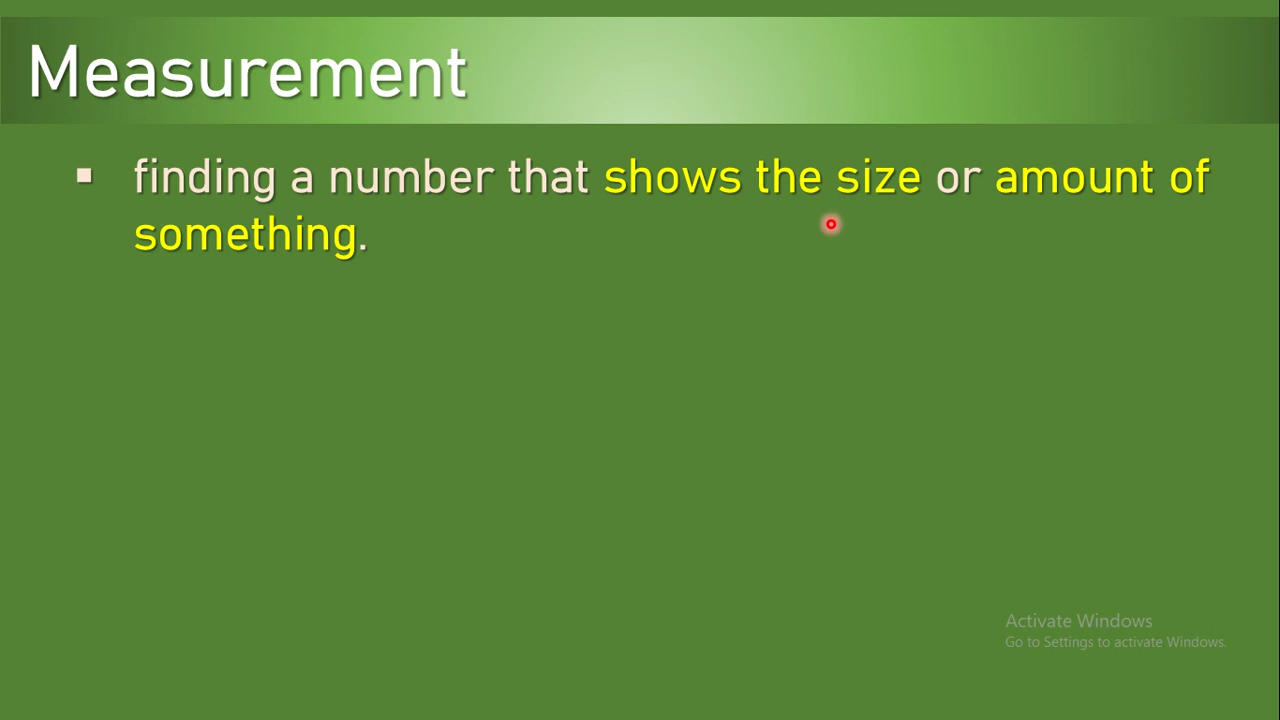 Measurement
▪ finding a number that shows the size or amount of
something.
Activate Windows
Go to Settings to activate Windows.